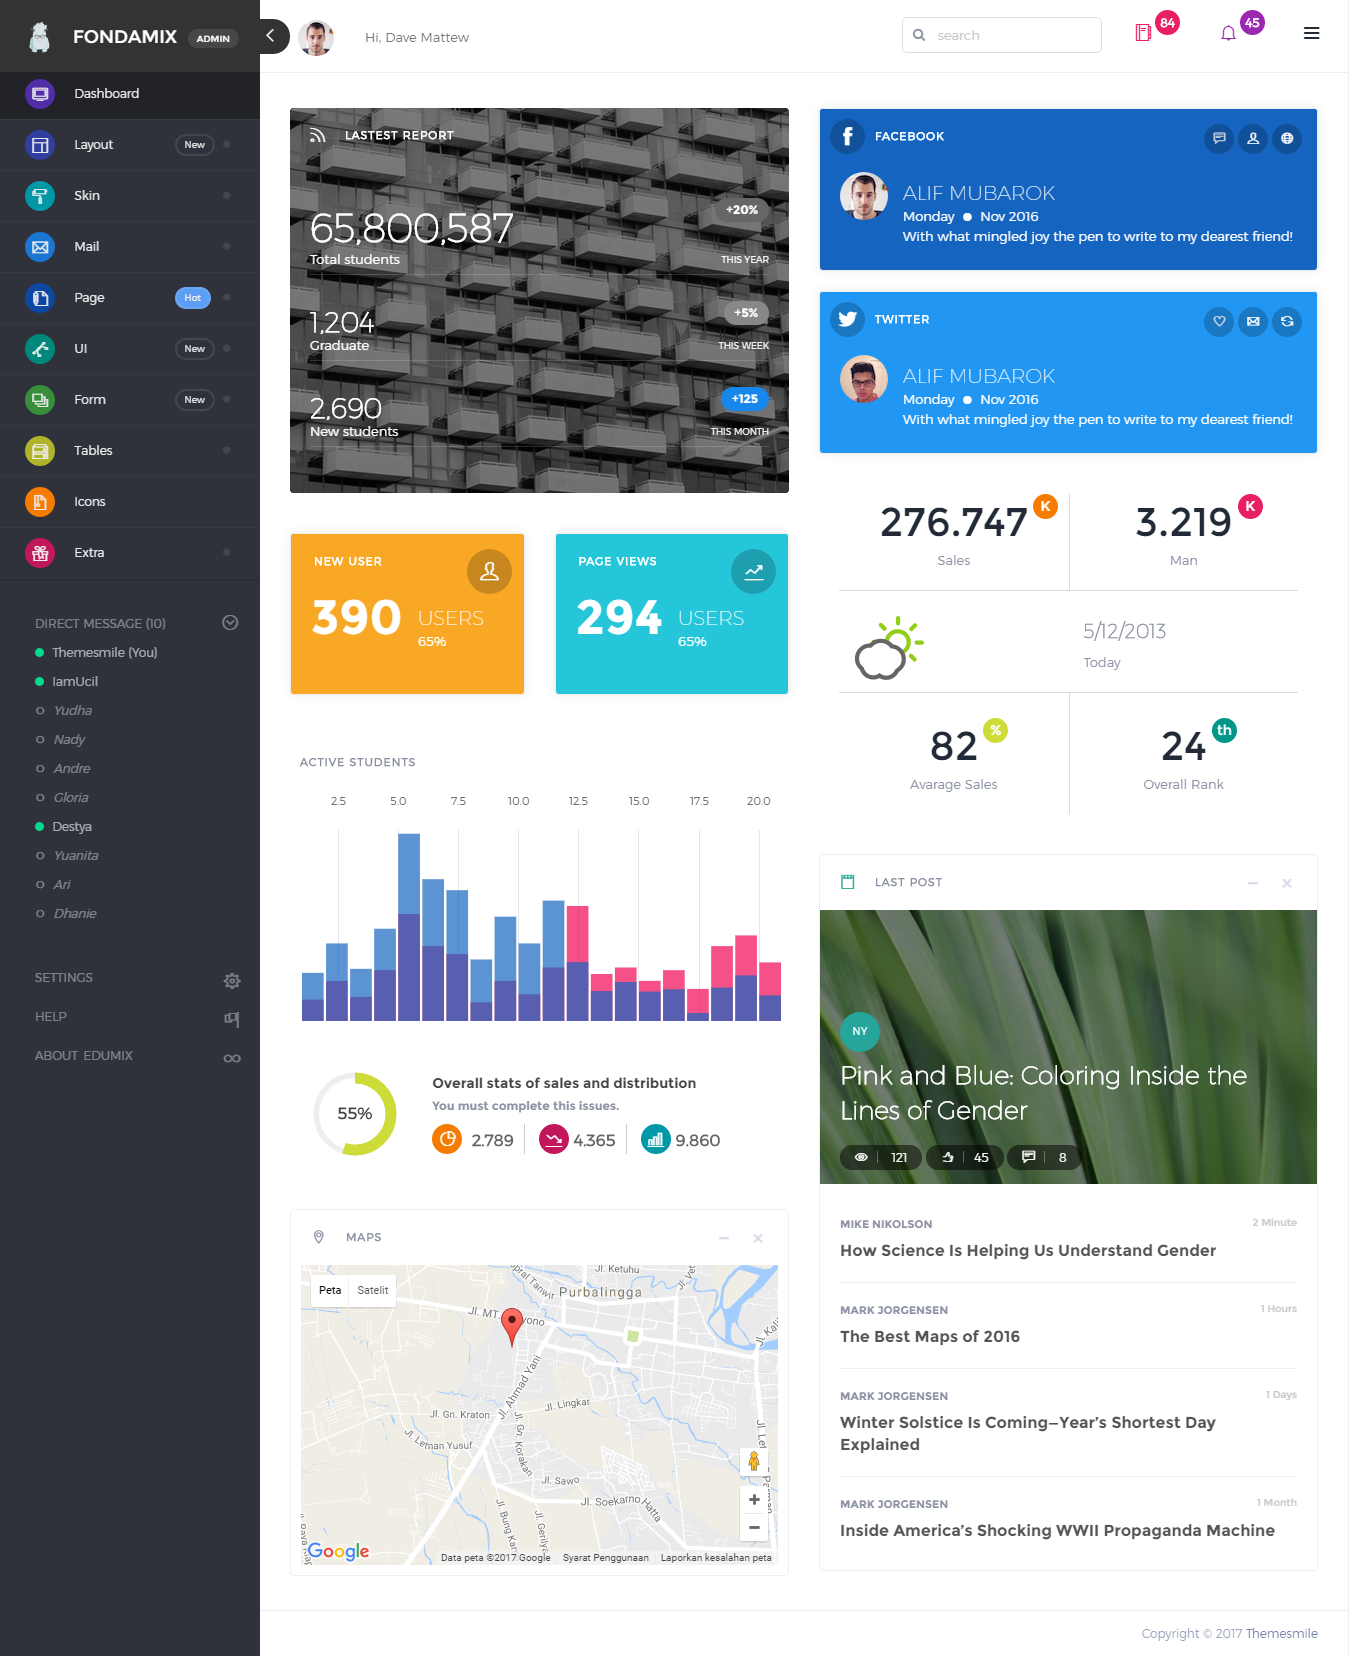 FONDAMIX ADMIN
Hi, Dave Mattew
search
84
45
Dashboard
Layout New
Skin
Mail
Page Hot
UI New
Form New
Tables
Icons
Extra
DIRECT MESSAGE (10)
Themesmile (You)
IamUcil
Yudha
Nady
Andre
Gloria
Destya
Yuanita
Ari
Dhanie
SETTINGS
HELP
ABOUT EDUMIX
LASTEST REPORT
65,800,587 +20%
Total students THIS YEAR
1,204 +5%
Graduate THIS WEEK
2,690 +125
New students THIS MONTH
NEW USER
390 USERS
65%
PAGE VIEWS
294 USERS
65%
ACTIVE STUDENTS
2.5 5.0 7.5 10.0 12.5 15.0 17.5 20.0
55%
Overall stats of sales and distribution
You must complete this issues.
2.789 4.365 9.860
MAPS
Peta Satelit
Jl. Ketuhu
Purbalingga
Jl. Ahmad Yani
Jl. Lingkar
Jl. Gn. Kraton
Jl. Letnan Yusuf
Jl. Gn. Korakan
Jl. Sawo
Jl. Soekarno Hatta
Jl. Bung Kar
Jl. Gerilya
Google
Data peta ©2017 Google Syarat Penggunaan Laporkan kesalahan peta
FACEBOOK
ALIF MUBAROK
Monday Nov 2016
With what mingled joy the pen to write to my dearest friend!
TWITTER
ALIF MUBAROK
Monday Nov 2016
With what mingled joy the pen to write to my dearest friend!
276.747 K
Sales
3.219 K
Man
5/12/2013
Today
82 %
Avarage Sales
24 th
Overall Rank
LAST POST
NY
Pink and Blue: Coloring Inside the
Lines of Gender
121 45 8
MIKE NIKOLSON 2 Minute
How Science Is Helping Us Understand Gender
MARK JORGENSEN 1 Hours
The Best Maps of 2016
MARK JORGENSEN 1 Days
Winter Solstice Is Coming—Year’s Shortest Day
Explained
MARK JORGENSEN 1 Month
Inside America’s Shocking WWII Propaganda Machine
Copyright © 2017 Themesmile